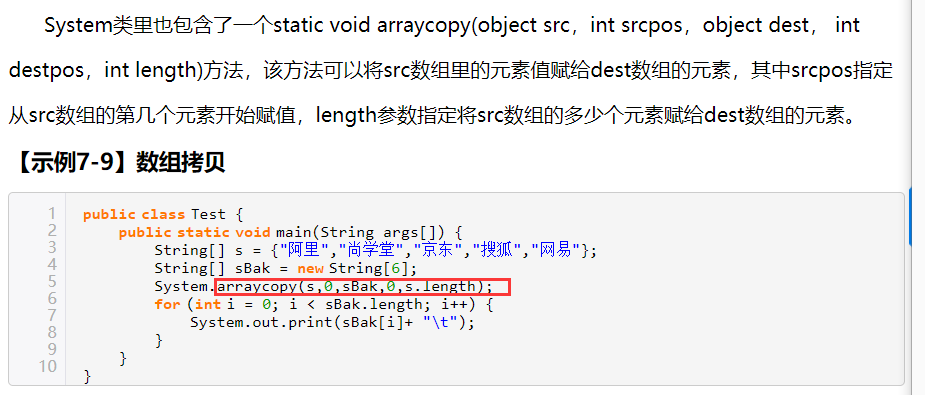 System类里也包含了一个static void arraycopy(object src，int srcpos，object dest， int
destpos，int length)方法，该方法可以将src数组里的元素值赋给dest数组的元素，其中srcpos指定
从src数组的第几个元素开始赋值，length参数指定将src数组的多少个元素赋给dest数组的元素。
【示例7-9】数组拷贝
1 public class Test {
2     public static void main(String args[]) {
3         String[] s = {"阿里","尚学堂","京东","搜狐","网易"};
4         String[] sBak = new String[6];
5         System.arraycopy(s,0,sBak,0,s.length);
6         for (int i = 0; i < sBak.length; i++) {
7             System.out.print(sBak[i]+ "\t");
8         }
9     }
10 }